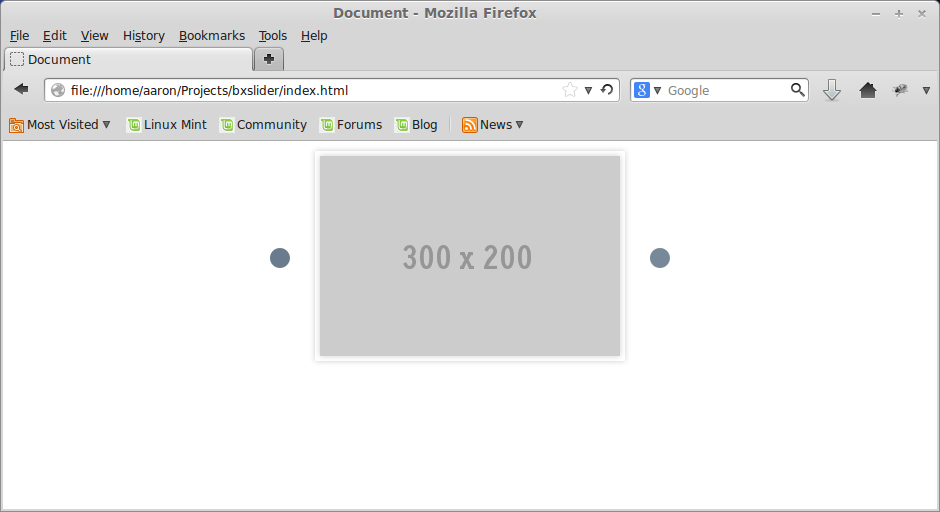 Document - Mozilla Firefox
File Edit View History Bookmarks Tools Help
Document
file:///home/aaron/Projects/bxslider/index.html Google
Most Visited Linux Mint Community Forums Blog News
300 x 200